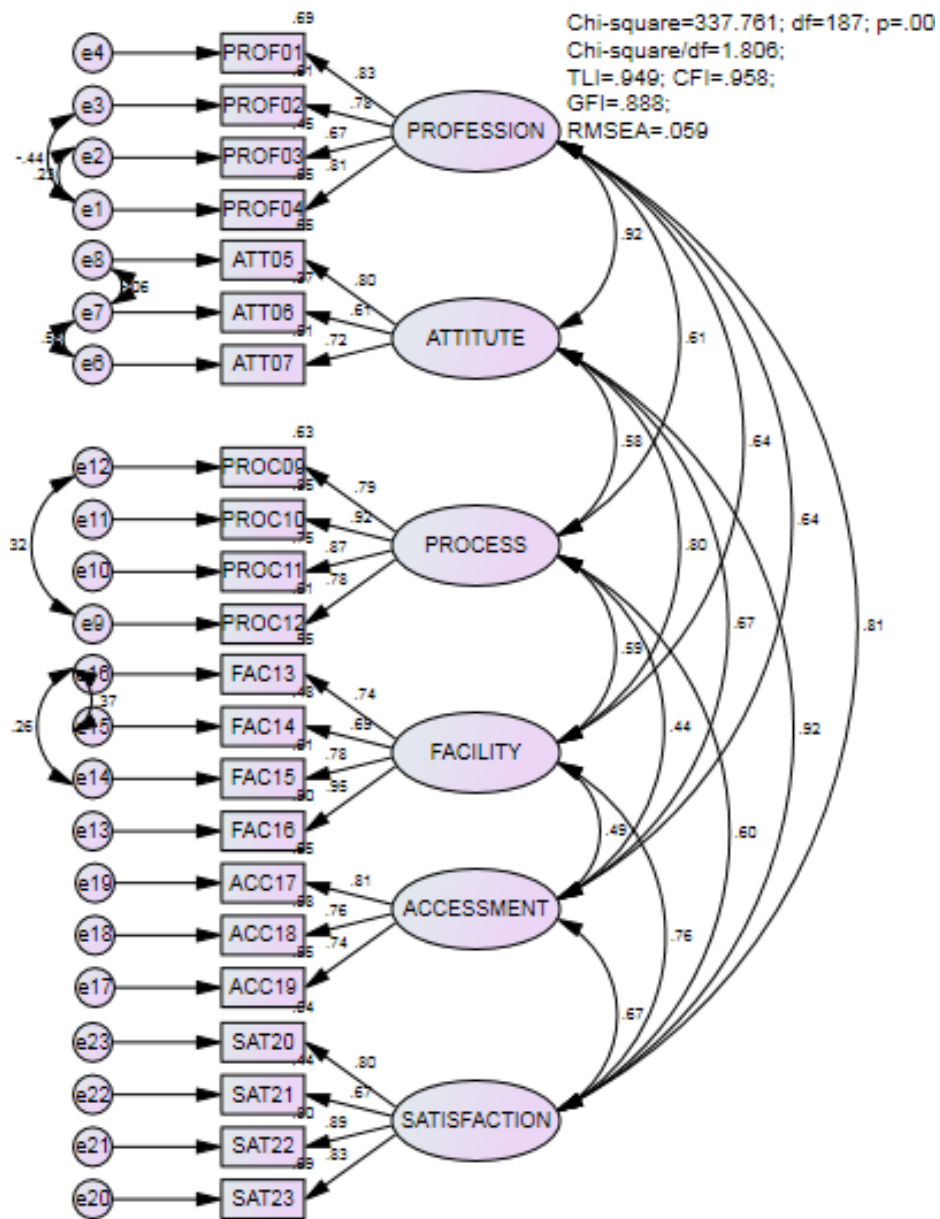 Chi-square=337.761; df=187; p=.00
Chi-square/df=1.806;
TLI=.949; CFI=.958;
GFI=.888;
RMSEA=.059
.69
e4 PROF01 .83
e3 PROF02 .78
e2 PROF03 .67
e1 PROF04 .81
PROFESSION
-.44
.92
e8 ATT05 .80
e7 ATT06 .61
e6 ATT07 .72
ATTITUTE
.61
.58
.64
.63
e12 PROC09 .79
e11 PROC10 .92
e10 PROC11 .87
e9 PROC12 .78
PROCESS
32
.80
.64
.59
.67
.81
FAC13 .74
e15 FAC14 .69
e14 FAC15 .78
e13 FAC16 .95
FACILITY
.26
.37
.44
.92
.49
.60
e19 ACC17 .81
e18 ACC18 .76
e17 ACC19 .74
ACCESSMENT
.76
.67
e23 SAT20 .80
e22 SAT21 .67
e21 SAT22 .89
e20 SAT23 .83
SATISFACTION